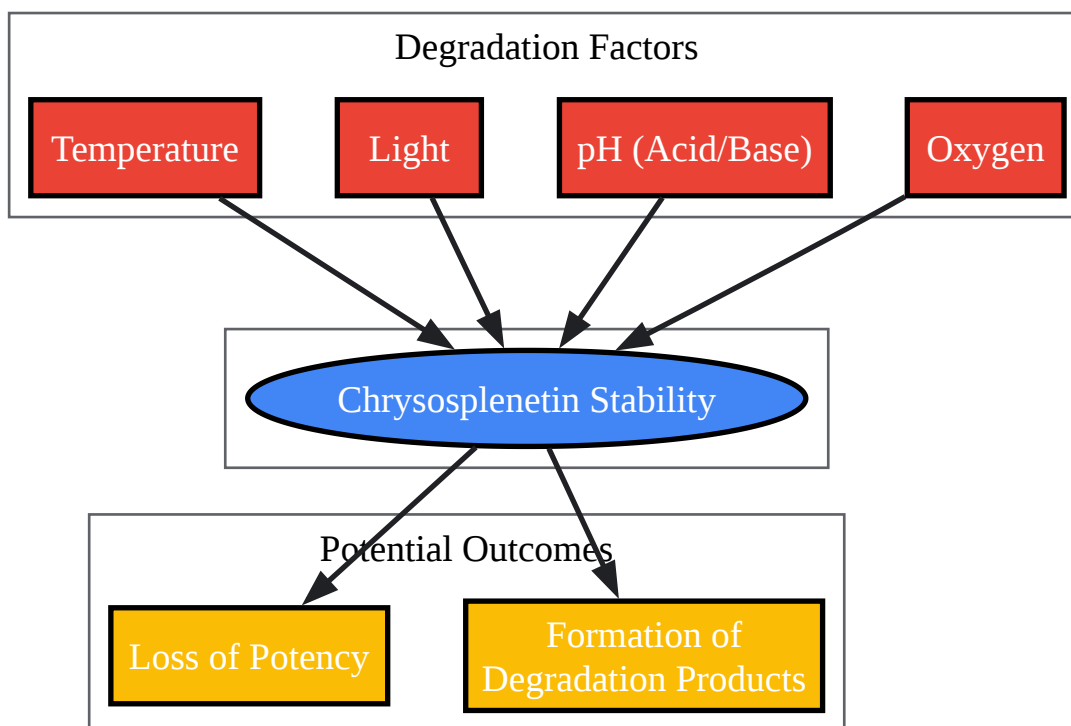 Degradation Factors
Temperature
Light
pH (Acid/Base)
Oxygen
Chrysosplenetin Stability
Potential Outcomes
Loss of Potency
Formation of
Degradation Products